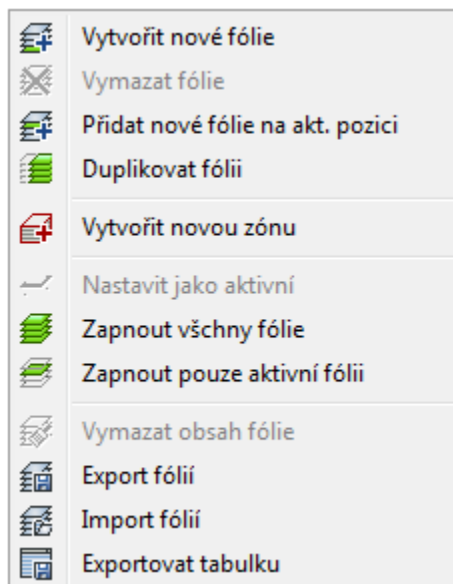 Vytvořit nové fólie
Vymazat fólie
Přidat nové fólie na akt. pozici
Duplikovat fólii
Vytvořit novou zónu
Nastavit jako aktivní
Zapnout všchny fólie
Zapnout pouze aktivní fólii
Vymazat obsah fólie
Export fólií
Import fólií
Exportovat tabulku